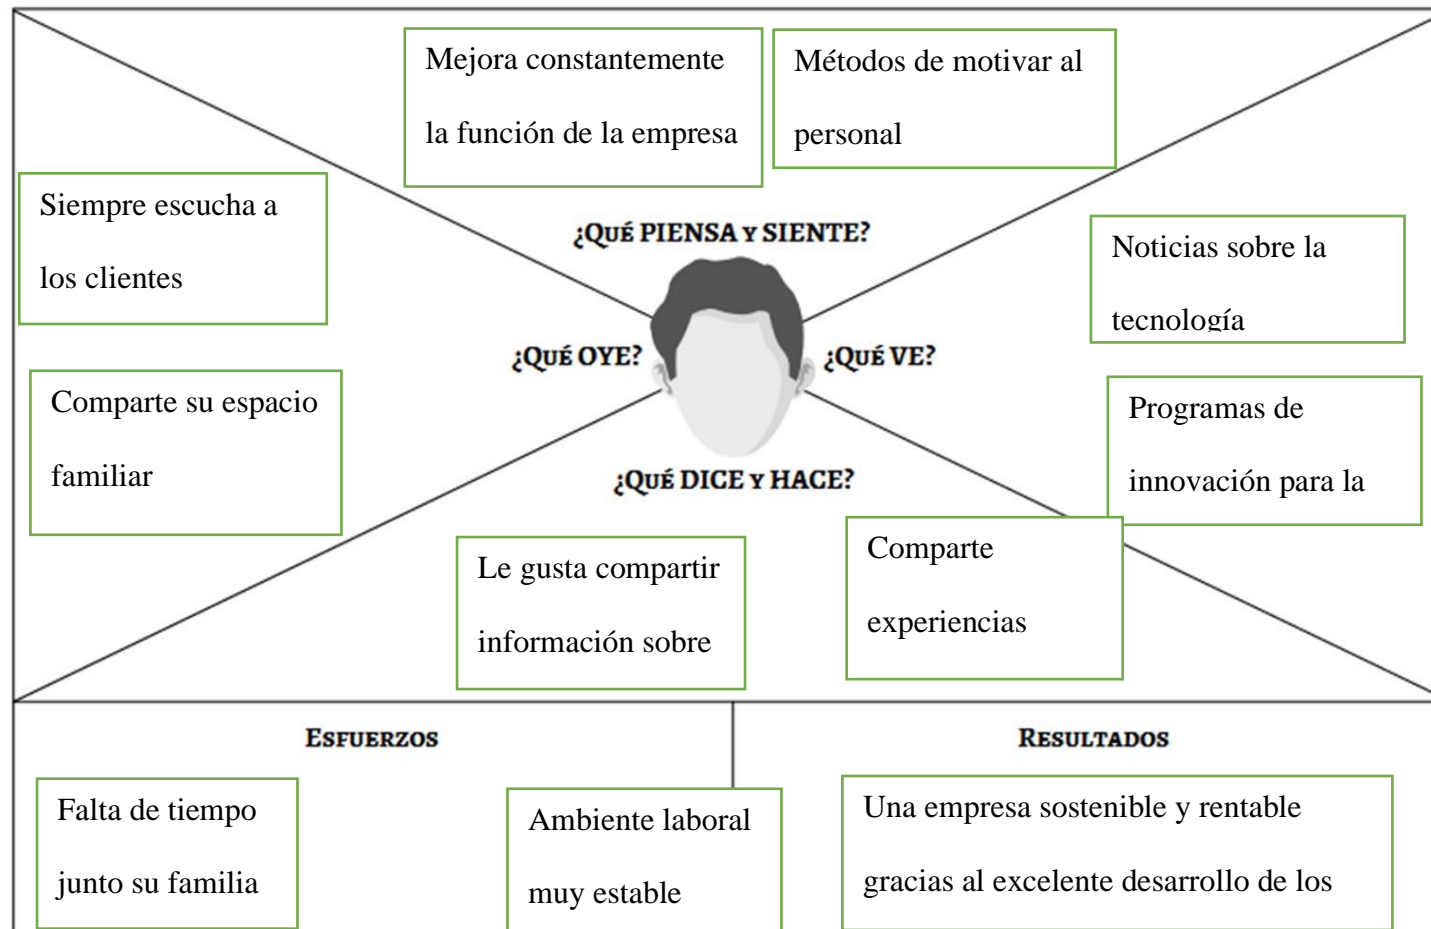 Mejora constantemente
la función de la empresa
Métodos de motivar al
personal
Siempre escucha a
los clientes
¿QUÉ PIENSA Y SIENTE?
Noticias sobre la
tecnología
¿QUÉ OYE?
¿QUÉ VE?
Comparte su espacio
familiar
Programas de
innovación para la
¿QUÉ DICE Y HACE?
Le gusta compartir
información sobre
Comparte
experiencias
ESFUERZOS
RESULTADOS
Falta de tiempo
junto su familia
Ambiente laboral
muy estable
Una empresa sostenible y rentable
gracias al excelente desarrollo de los